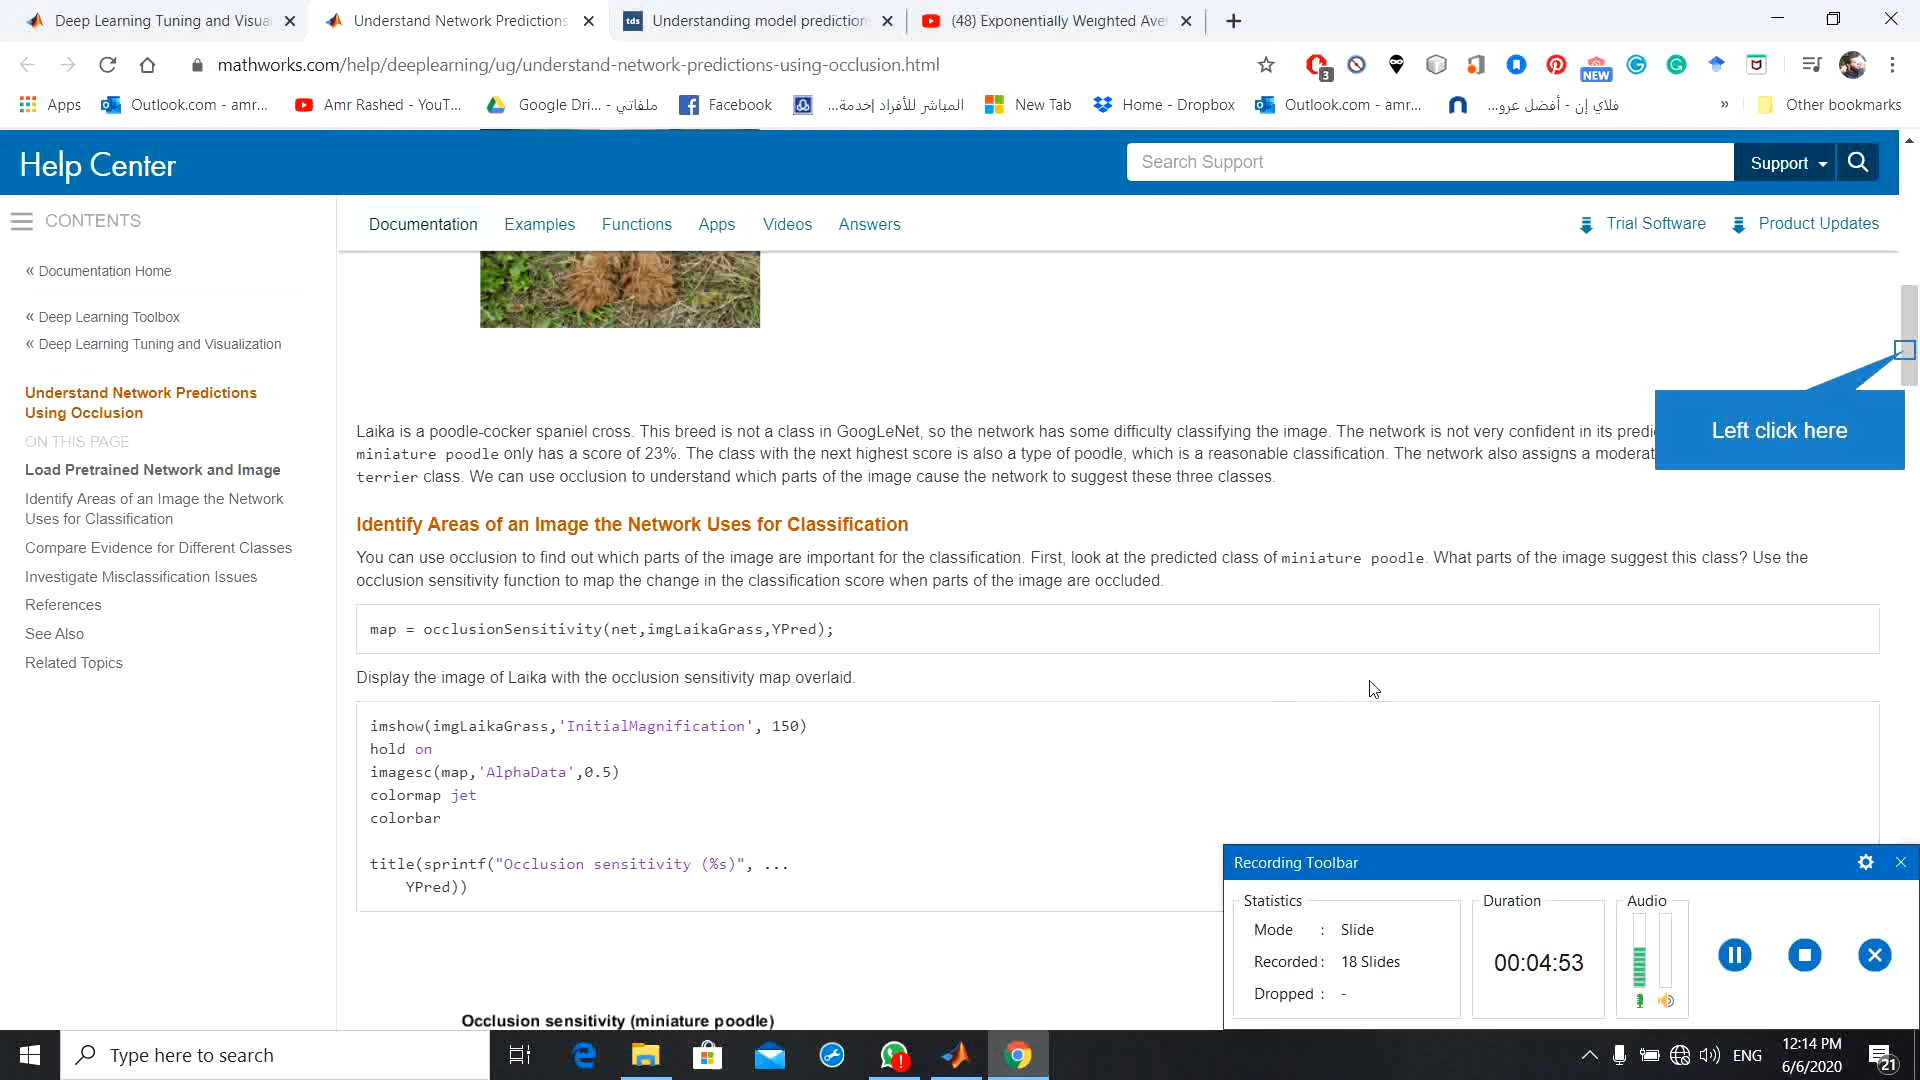 Deep Learning Tuning and Visua
Understand Network Predictions
tds Understanding model prediction
(48) Exponentially Weighted Ave
mathworks.com/help/deeplearning/ug/understand-network-predictions-using-occlusion.html
3
NEW
Apps
Outlook.com - amr...
Amr Rashed - YouT...
Google Dri... - ملفاتي
Facebook
المباشر للأفراد |خدمة...
New Tab
Home - Dropbox
Outlook.com - amr...
فلاي إن - أفضل عرو...
»
Other bookmarks
Help Center
Search Support
Support
CONTENTS
Documentation
Examples
Functions
Apps
Videos
Answers
Trial Software
Product Updates
« Documentation Home
« Deep Learning Toolbox
« Deep Learning Tuning and Visualization
Understand Network Predictions
Using Occlusion
ON THIS PAGE
Load Pretrained Network and Image
Identify Areas of an Image the Network
Uses for Classification
Compare Evidence for Different Classes
Investigate Misclassification Issues
References
See Also
Related Topics
Left click here
Laika is a poodle-cocker spaniel cross. This breed is not a class in GoogLeNet, so the network has some difficulty classifying the image. The network is not very confident in its predi
miniature poodle only has a score of 23%. The class with the next highest score is also a type of poodle, which is a reasonable classification. The network also assigns a moderat
terrier class. We can use occlusion to understand which parts of the image cause the network to suggest these three classes.
Identify Areas of an Image the Network Uses for Classification
You can use occlusion to find out which parts of the image are important for the classification. First, look at the predicted class of miniature poodle. What parts of the image suggest this class? Use the
occlusion sensitivity function to map the change in the classification score when parts of the image are occluded.
map = occlusionSensitivity(net,imgLaikaGrass,YPred);
Display the image of Laika with the occlusion sensitivity map overlaid.
imshow(imgLaikaGrass,'InitialMagnification', 150)
hold on
imagesc(map,'AlphaData',0.5)
colormap jet
colorbar
title(sprintf("Occlusion sensitivity (%s)", ...
YPred))
Occlusion sensitivity (miniature poodle)
Recording Toolbar
Statistics
Mode : Slide
Recorded : 18 Slides
Dropped : -
Duration
00:04:53
Audio
Type here to search
ENG
12:14 PM
6/6/2020
21